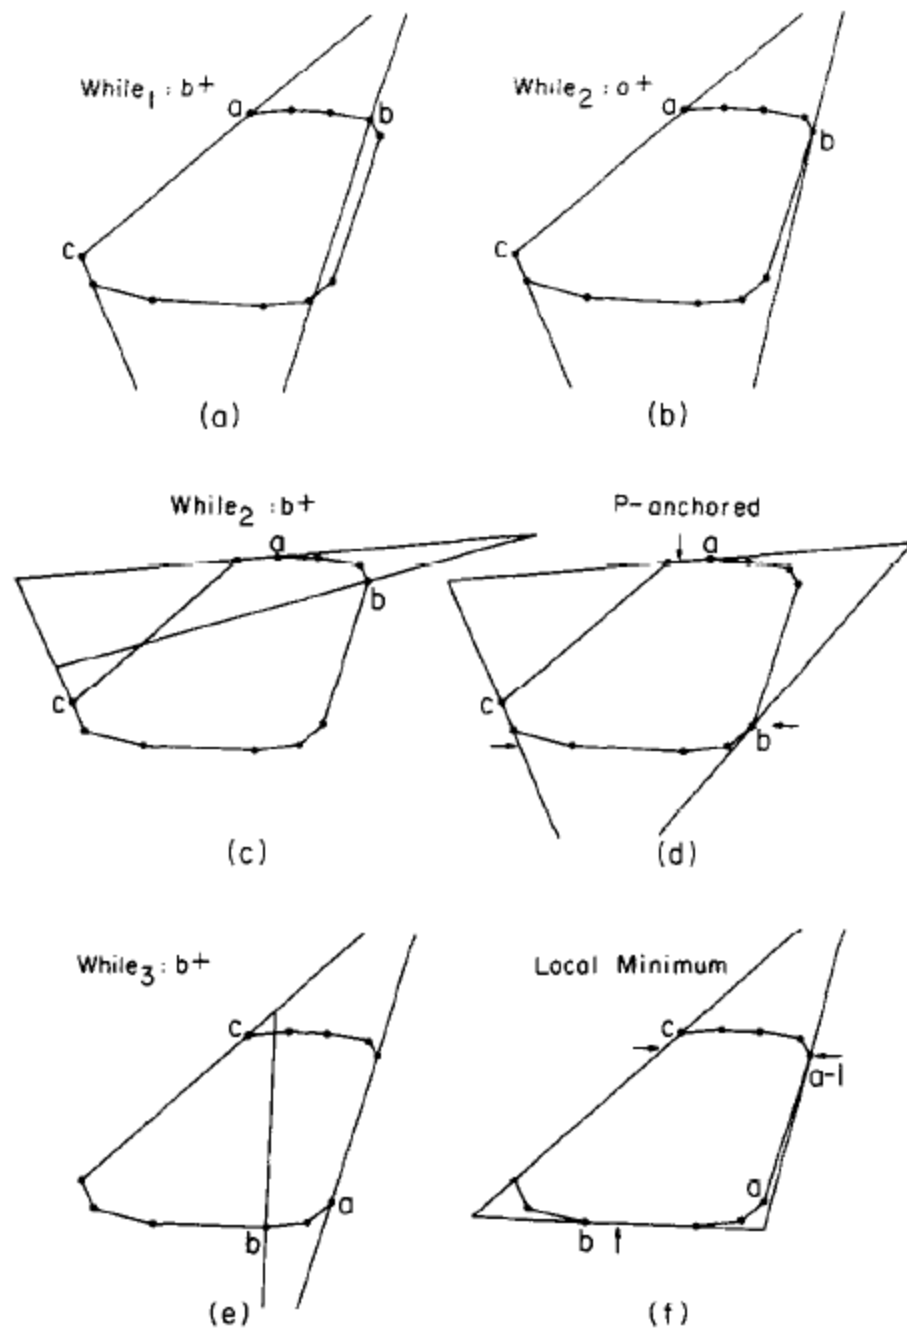 While1 : b+
a
b
c
(a)
While2 : a+
a
b
c
(b)
While2 : b+
a
b
c
(c)
P-anchored
a
c
b
(d)
While3 : b+
c
a
b
(e)
Local Minimum
c
a-1
a
b
(f)